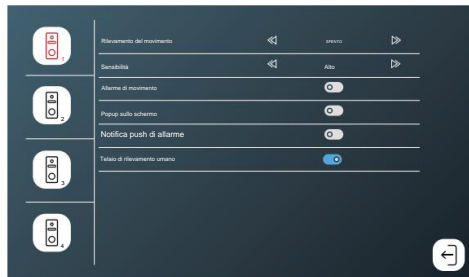 Rilevamento del movimento
SPENTO
Sensibilità
Alto
Allarme di movimento
Popup sullo schermo
Notifica push di allarme
Telaio di rilevamento umano
1
2
3
4